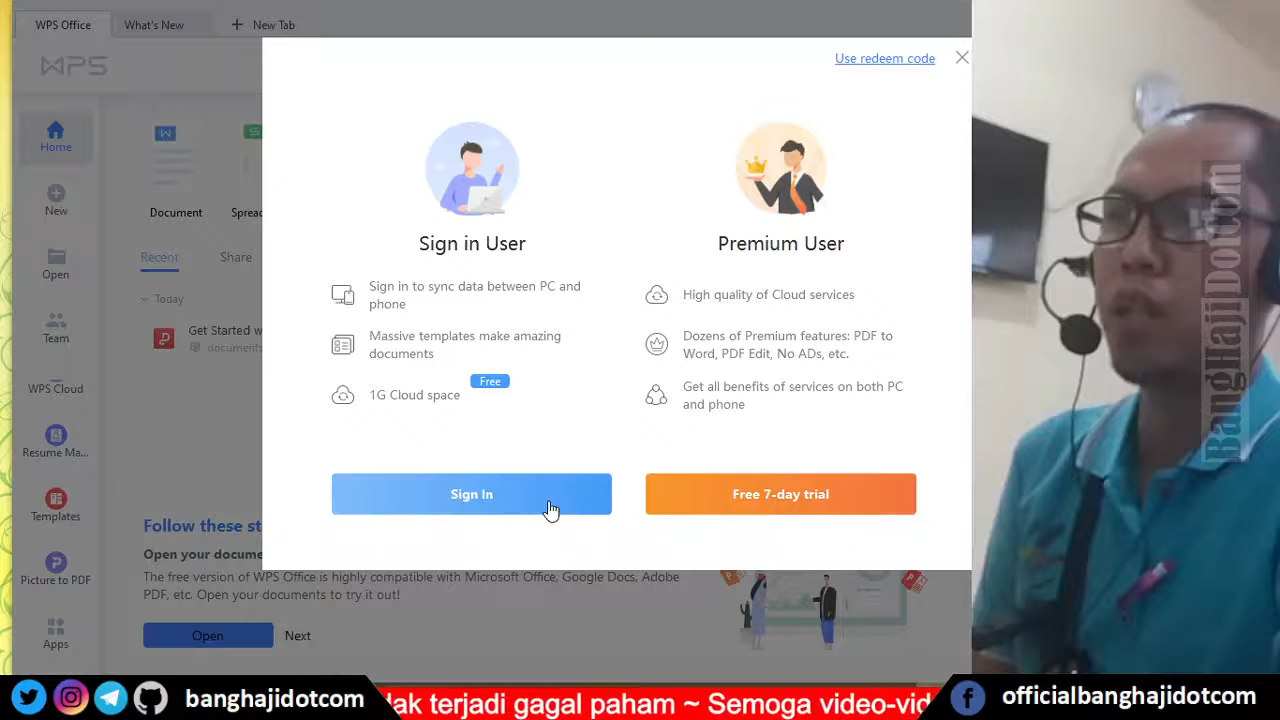 WPS Office
What's New
New Tab
WPS
Use redeem code
Home
New
Open
Team
WPS Cloud
Resume Ma...
Templates
Picture to PDF
Apps
Document
Sprea
Recent
Share
Today
Get Started w
documents
Sign in User
Sign in to sync data between PC and
phone
Massive templates make amazing
documents
Free
1G Cloud space
Sign In
Premium User
High quality of Cloud services
Dozens of Premium features: PDF to
Word, PDF Edit, No ADs, etc.
Get all benefits of services on both PC
and phone
Free 7-day trial
Follow these st
Open your docume
The free version of WPS Office is highly compatible with Microsoft Office, Google Docs, Adobe
PDF, etc. Open your documents to try it out!
Open
Next
BangHaji Dotcom
banghajidotcom
dak terjadi gagal paham ~ Semoga video-vid
officialbanghajidotcom